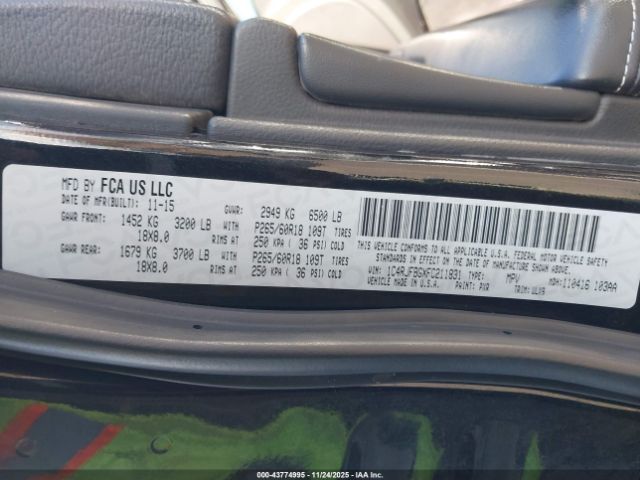 MFD BY FCA US LLC
DATE OF MFR(BUILT): 11-15 GVWR: 2949 KG 6500 LB
GAWR FRONT: 1452 KG 3200 LB WITH P265/60R18 109T TIRES
18X8.0 RIMS AT 250 KPA ( 36 PSI) COLD
GAWR REAR: 1679 KG 3700 LB WITH P265/60R18 109T TIRES
18X8.0 RIMS AT 250 KPA ( 36 PSI) COLD
THIS VEHICLE CONFORMS TO ALL APPLICABLE U.S.A.
FEDERAL MOTOR VEHICLE SAFETY
STANDARDS IN EFFECT ON THE DATE OF MANUFACTURE SHOWN ABOVE.
VIN: TYPE: MPV MDH: 110416 103AA
VEHICLE MADE IN U.S.A. PAINT: PXR TRIM:
000-43774995 - 11/24/2025 - IAA, Inc.